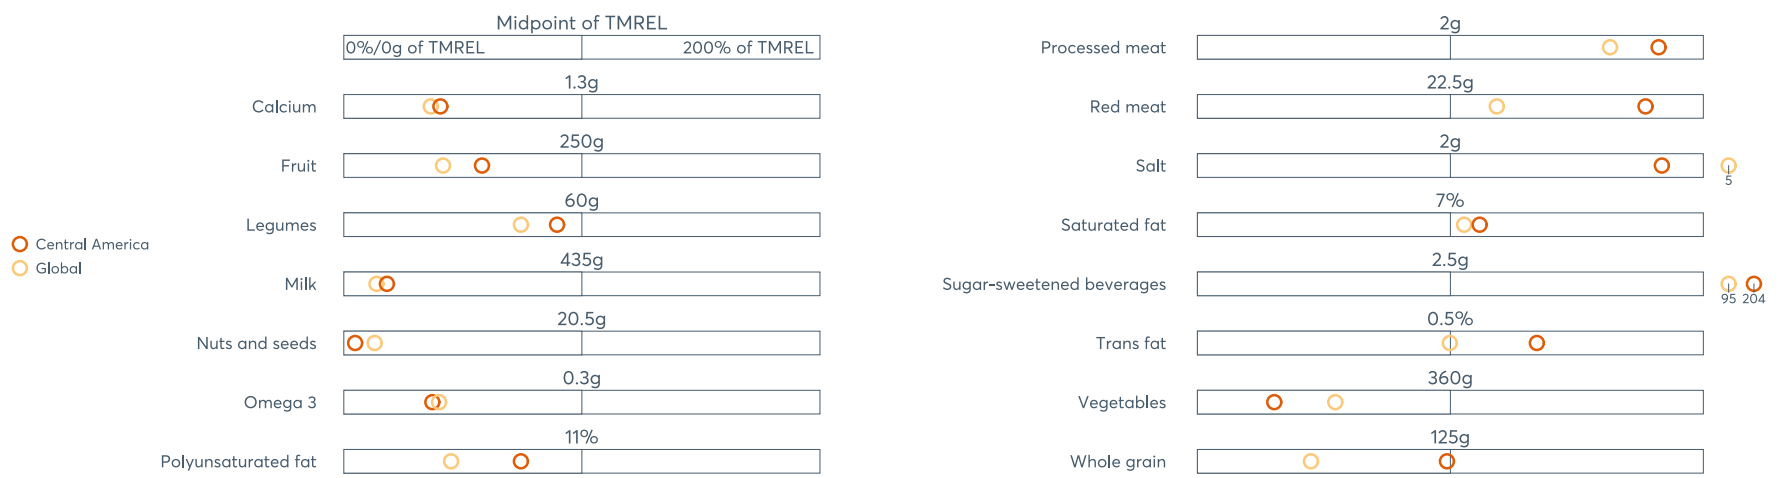 Midpoint of TMREL
0%/0g of TMREL 200% of TMREL
1.3g
Calcium
250g
Fruit
60g
Legumes
435g
Milk
20.5g
Nuts and seeds
0.3g
Omega 3
11%
Polyunsaturated fat
Central America
Global
2g
Processed meat
22.5g
Red meat
2g
Salt
5
7%
Saturated fat
2.5g
Sugar-sweetened beverages
95 204
0.5%
Trans fat
360g
Vegetables
125g
Whole grain